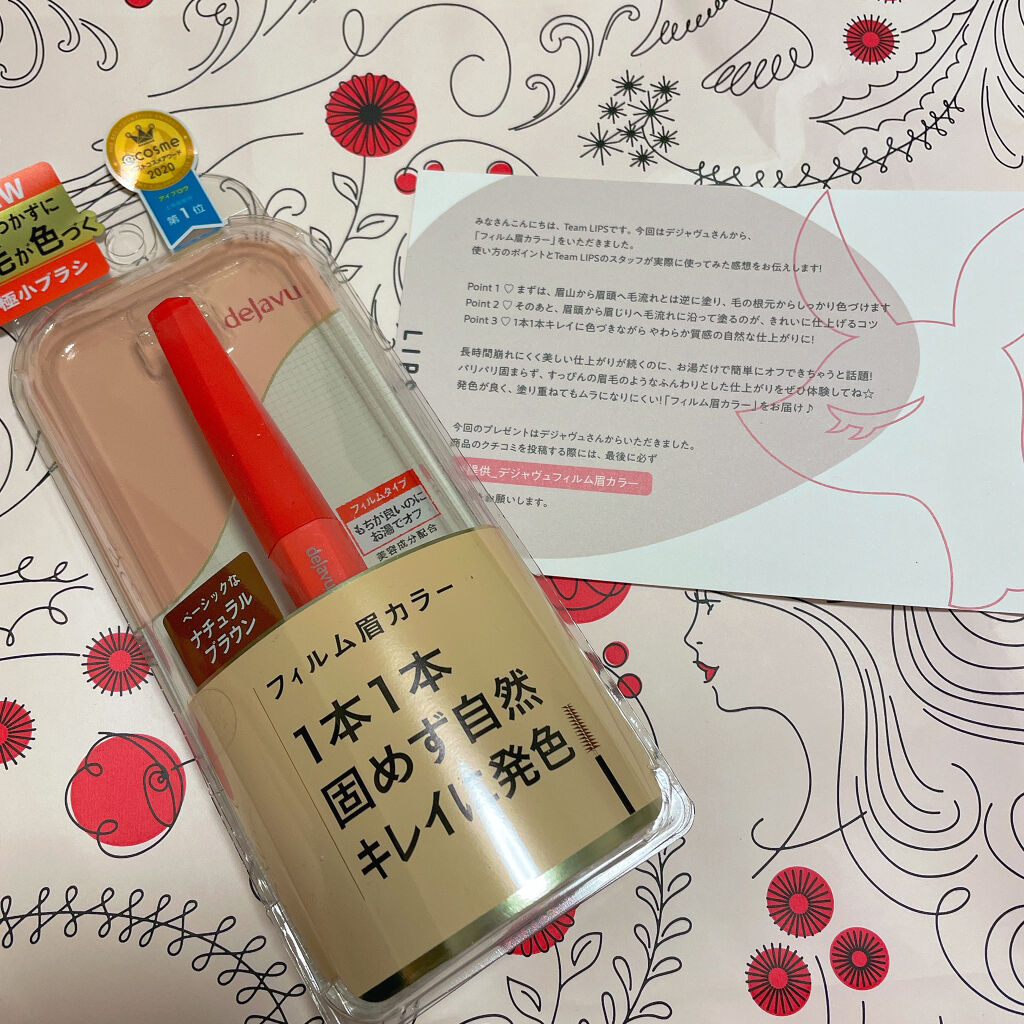 @cosme
ベストコスメアワード
2020
アイブロウ
第1位
つかずに
毛が色づく
極小ブラシ
dejavu
フィルムタイプ
もちが良いのに
お湯でオフ
美容成分配合
dejavu
ベーシックな
ナチュラル
ブラウン
フィルム眉カラー
1本1本
固めず自然
キレイに発色
LIPS
みなさんこんにちは、Team LIPSです。今回はデジャヴュさんから、
「フィルム眉カラー」をいただきました。
使い方のポイントとTeam LIPSのスタッフが実際に使ってみた感想をお伝えします!
Point 1 ♡ まずは、眉山から眉頭へ毛流れとは逆に塗り、毛の根元からしっかり色づけます
Point 2 ♡ そのあと、眉頭から眉じりへ毛流れに沿って塗るのが、きれいに仕上げるコツ
Point 3 ♡ 1本1本キレイに色づきながら やわらか質感の自然な仕上がりに!
長時間崩れにくく美しい仕上がりが続くのに、お湯だけで簡単にオフできちゃうと話題!
バリバリ固まらず、すっぴんの眉毛のようなふんわりとした仕上がりをぜひ体験してね☆
発色が良く、塗り重ねてもムラになりにくい!「フィルム眉カラー」をお届け♪
今回のプレゼントはデジャヴュさんからいただきました。
商品のクチコミを投稿する際には、最後に必ず
提供_デジャヴュフィルム眉カラー
お願いします。